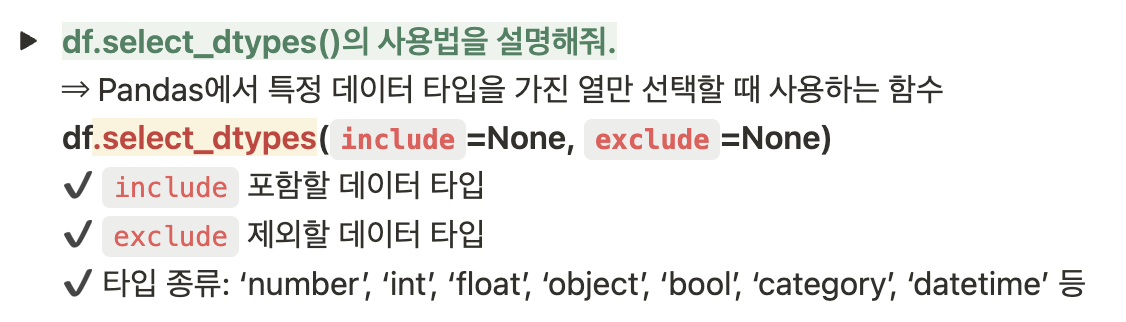 ▶ df.select_dtypes()의 사용법을 설명해줘.
⇒ Pandas에서 특정 데이터 타입을 가진 열만 선택할 때 사용하는 함수
df.select_dtypes(include=None, exclude=None)
✔ include 포함할 데이터 타입
✔ exclude 제외할 데이터 타입
✔ 타입 종류: ‘number’, ‘int’, ‘float’, ‘object’, ‘bool’, ‘category’, ‘datetime’ 등